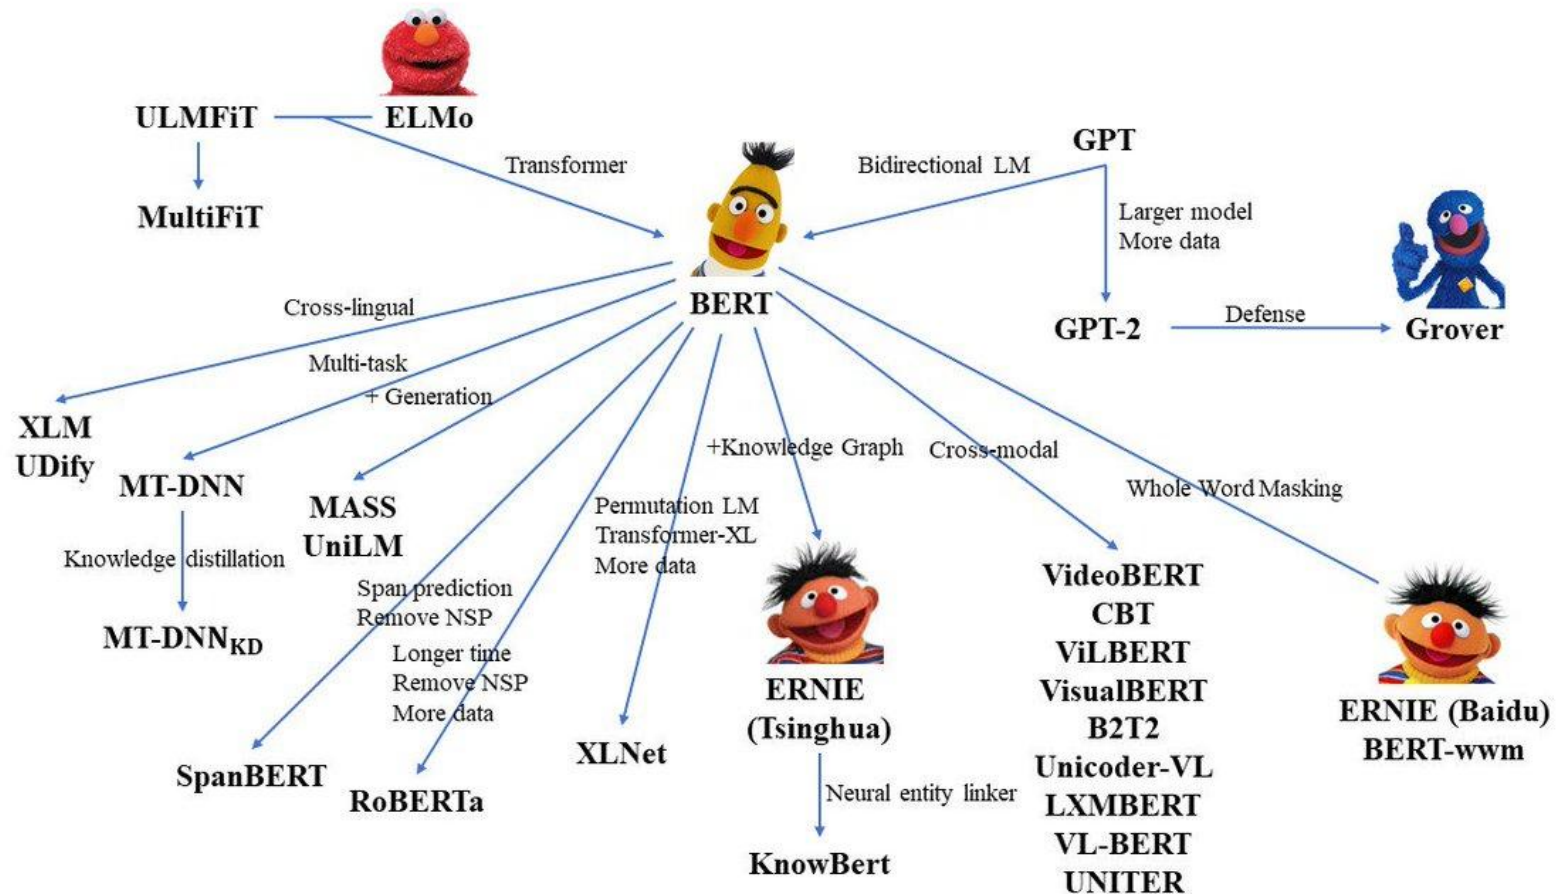 ULMFiT
ELMo
GPT
Transformer
Bidirectional LM
MultiFiT
Larger model
More data
BERT
Cross-lingual
GPT-2
Defense
Grover
Multi-task
+ Generation
XLM
UDify
+Knowledge Graph
Cross-modal
MT-DNN
Whole Word Masking
MASS
UniLM
Permutation LM
Transformer-XL
More data
Knowledge distillation
Span prediction
Remove NSP
MT-DNNKD
Longer time
Remove NSP
More data
VideoBERT
CBT
ViLBERT
VisualBERT
B2T2
Unicoder-VL
LXMBERT
VL-BERT
UNITER
ERNIE
(Tsinghua)
ERNIE (Baidu)
BERT-wwm
XLNet
SpanBERT
RoBERTa
Neural entity linker
KnowBert